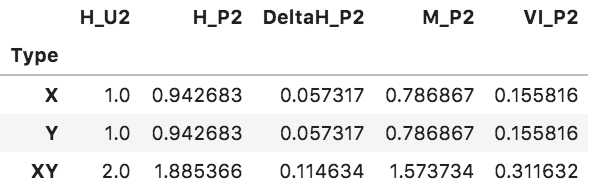 H_U2 H_P2 DeltaH_P2 M_P2 VI_P2
Type
X 1.0 0.942683 0.057317 0.786867 0.155816
Y 1.0 0.942683 0.057317 0.786867 0.155816
XY 2.0 1.885366 0.114634 1.573734 0.311632